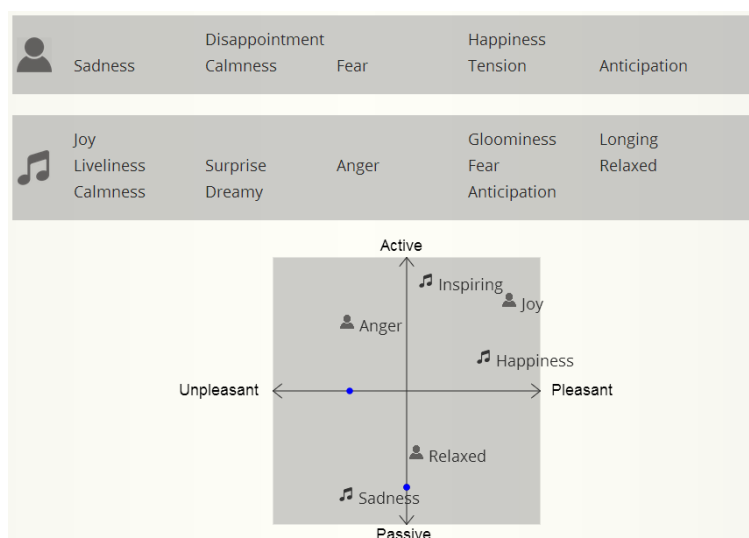 Disappointment Happiness
Sadness Calmness Fear Tension Anticipation
Joy Gloominess Longing
Liveliness Surprise Anger Fear Relaxed
Calmness Dreamy Anticipation
Active
Inspiring
Joy
Anger
Happiness
Unpleasant Pleasant
Relaxed
Sadness
Passive